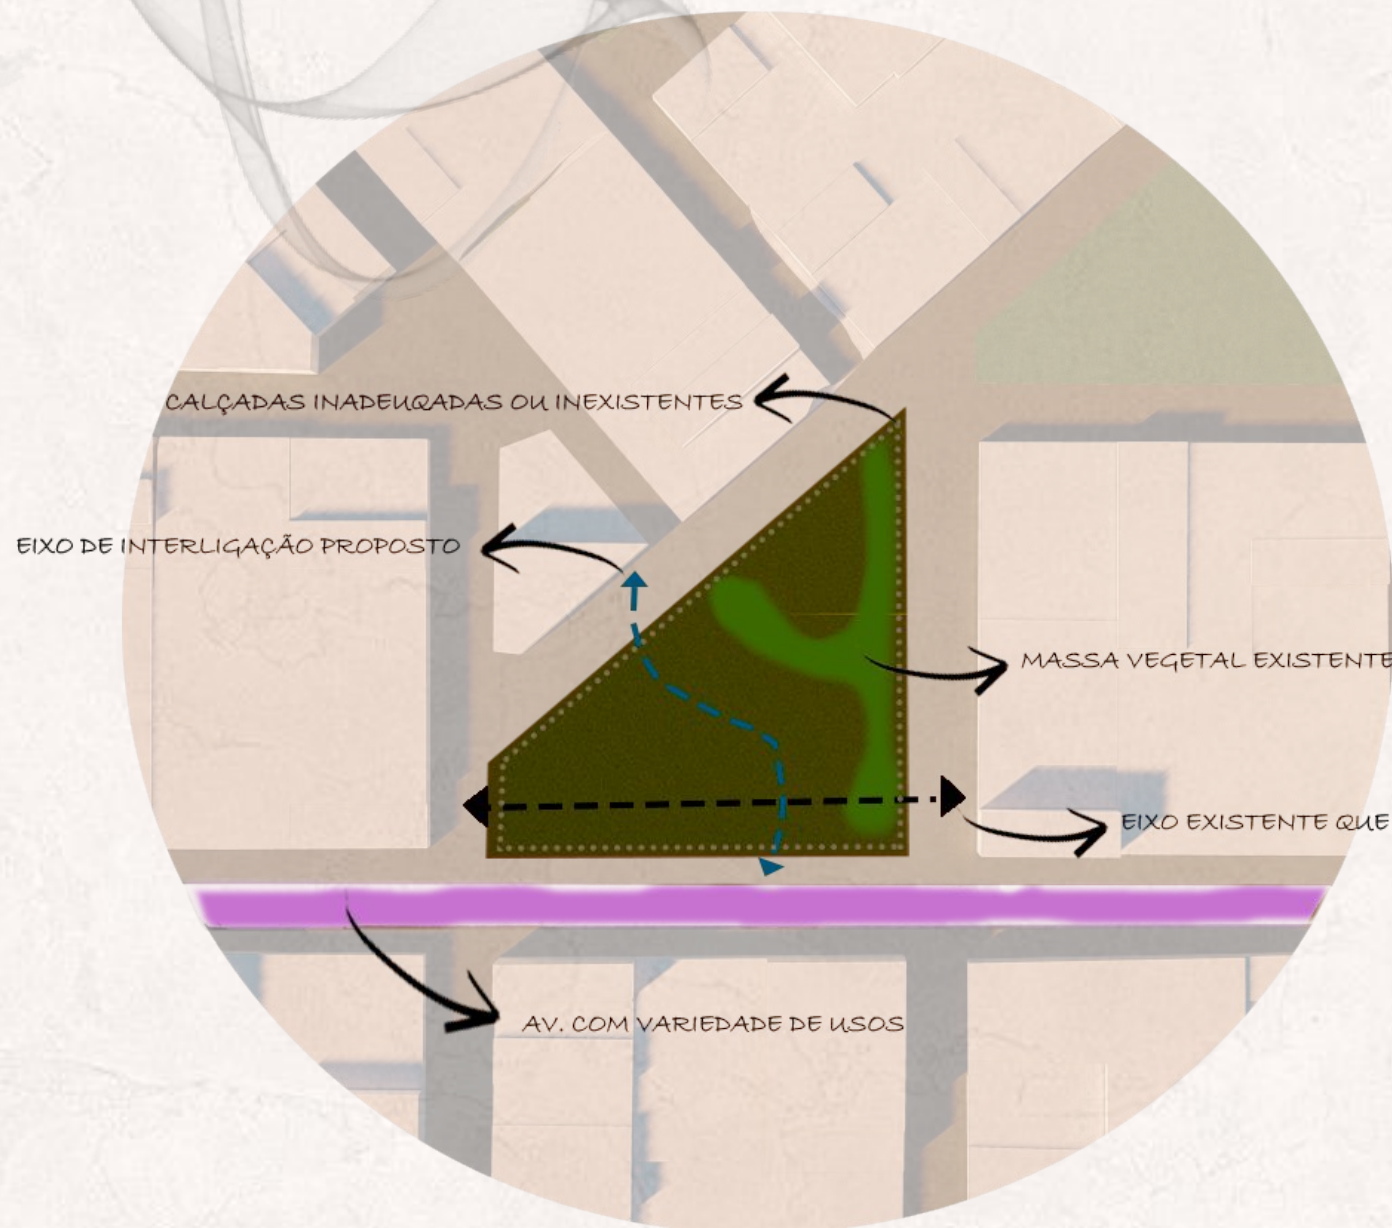 CALÇADAS INADEUQADAS OU INEXISTENTES
EIXO DE INTERLIGAÇÃO PROPOSTO
MASSA VEGETAL EXISTENTE
EIXO EXISTENTE QUE
AV. COM VARIEDADE DE USOS